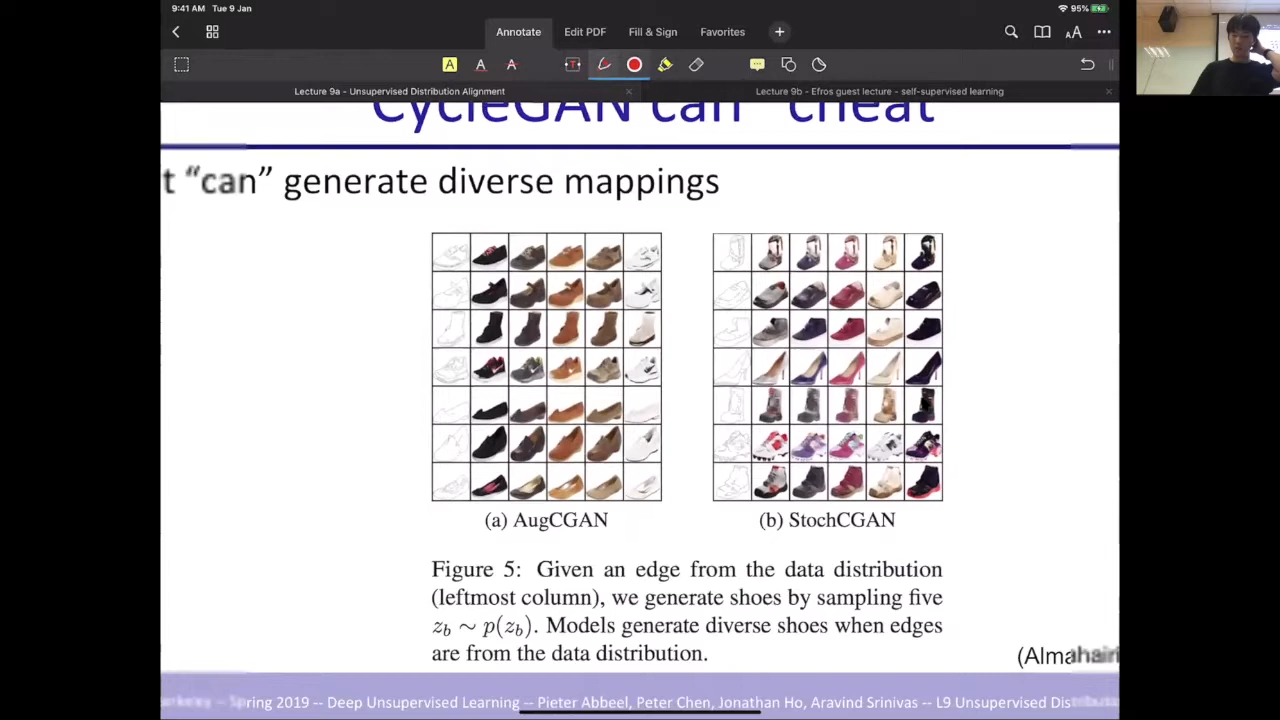 9:41 AM Tue 9 Jan
95%
Annotate Edit PDF Fill & Sign Favorites
Lecture 9a - Unsupervised Distribution Alignment
Lecture 9b - Efros guest lecture - self-supervised learning
CycleGAN can "cheat"
t "can" generate diverse mappings
(a) AugCGAN
(b) StochCGAN
Figure 5: Given an edge from the data distribution
(leftmost column), we generate shoes by sampling five
z_b ∼ p(z_b). Models generate diverse shoes when edges
are from the data distribution.
(Almahairi
Spring 2019 -- Deep Unsupervised Learning -- Pieter Abbeel, Peter Chen, Jonathan Ho, Aravind Srinivas -- L9 Unsupervised